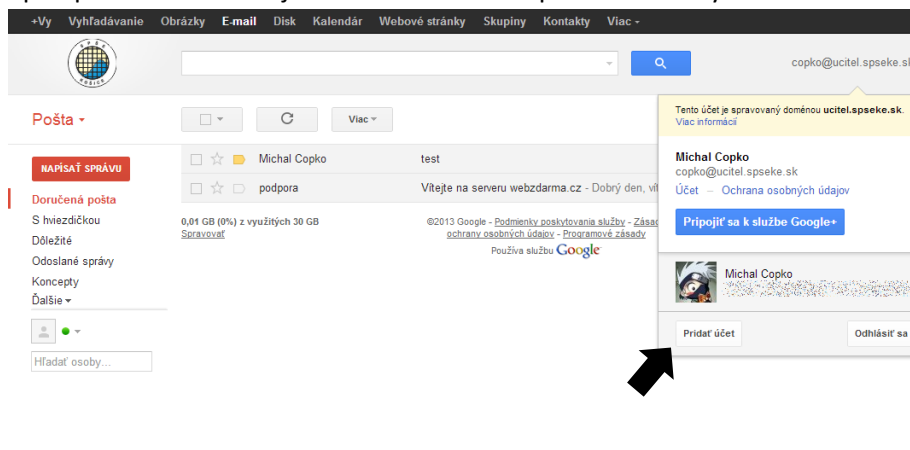 +Vy Vyhľadávanie Obrázky E-mail Disk Kalendár Webové stránky Skupiny Kontakty Viac
copko@ucitel.spseke.sk
Pošta
Viac
Tento účet je spravovaný doménou ucitel.spseke.sk.
Viac informácií
NAPÍSAŤ SPRÁVU
Michal Copko test
podpora Vítejte na serveru webzdarma.cz - Dobrý den,
Michal Copko
copko@ucitel.spseke.sk
Účet – Ochrana osobných údajov
Pripojiť sa k službe Google+
Doručená pošta
S hviezdičkou
Dôležité
Odoslané správy
Koncepty
Ďalšie
0,01 GB (0%) z využitých 30 GB
Spravovať
©2013 Google - Podmienky poskytovania služby -
ochrany osobných údajov - Programové zásady
Používa službu Google
Michal Copko
Pridať účet Odhlásiť sa
Hľadať osoby...